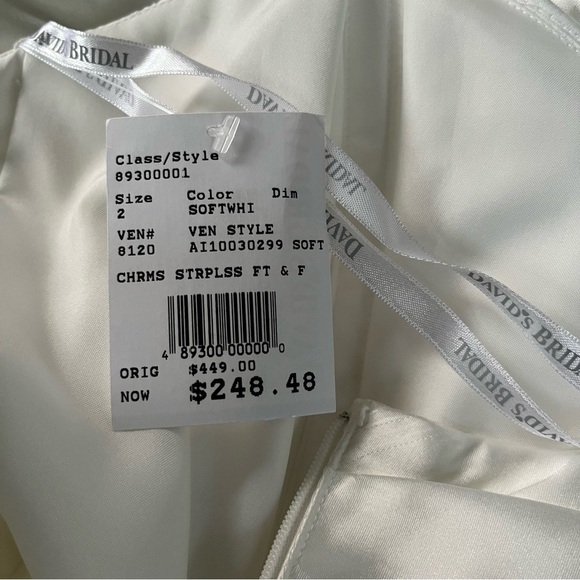 DAVID'S BRIDAL
Class/Style
89300001
Size Color Dim
2 SOFTWHI
VEN# VEN STYLE
8120 AI10030299 SOFT
CHRMS STRPLSS FT & F
4 89300 00000 0
ORIG $449.00
NOW $248.48
DAVID'S BRIDAL
DAVID'S BRIDAL